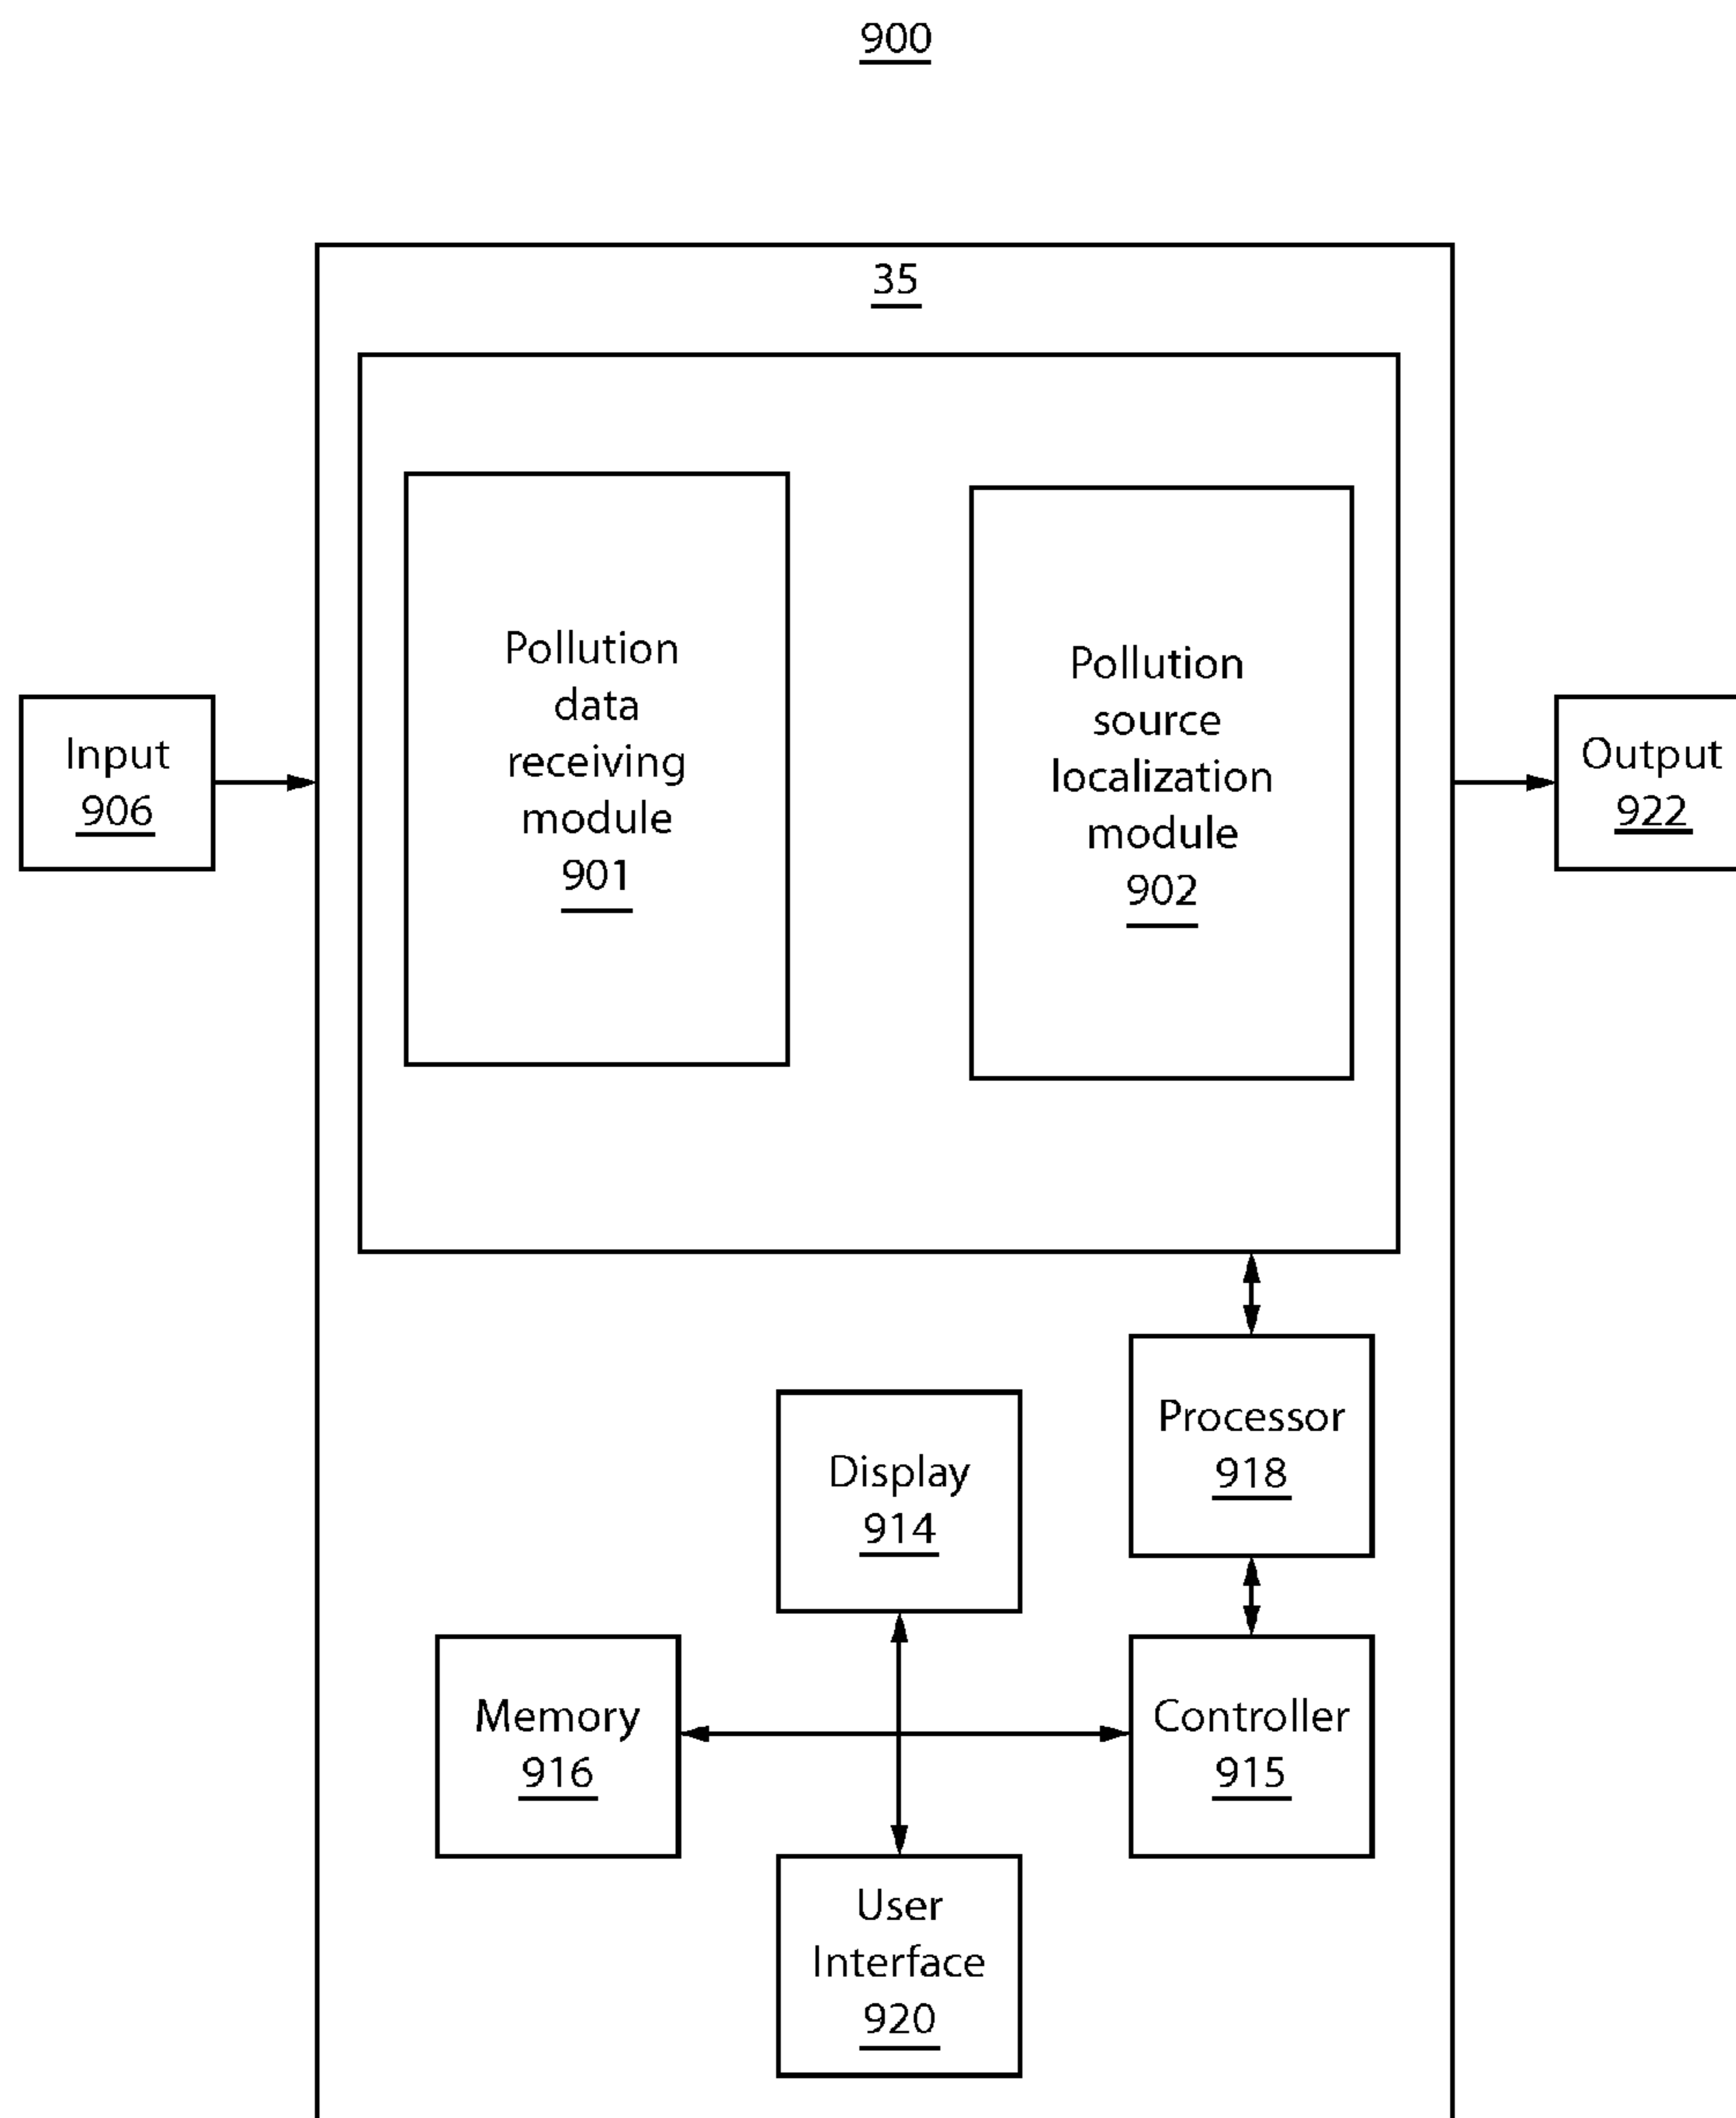 900
35
Pollution
data
receiving
module
901
Pollution
source
localization
module
902
Input
906
Output
922
Processor
918
Display
914
Memory
916
Controller
915
User
Interface
920